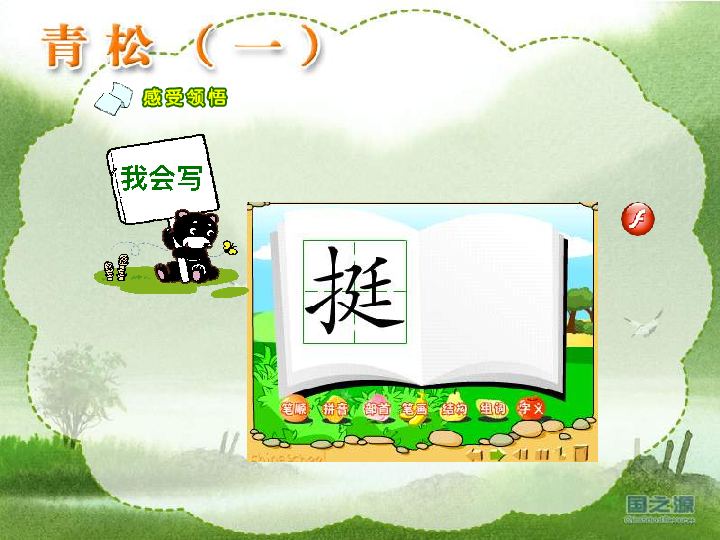 青松（一）
感受领悟
我会写
挺
笔顺 拼音 部首 笔画 结构 组词 字义
国之源